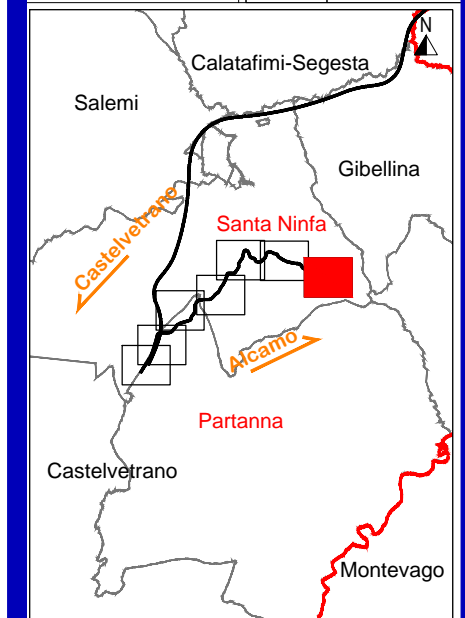 N
Calatafimi-Segesta
Salemi
Gibellina
Castelvetrano
Santa Ninfa
Alcamo
Partanna
Castelvetrano
Montevago